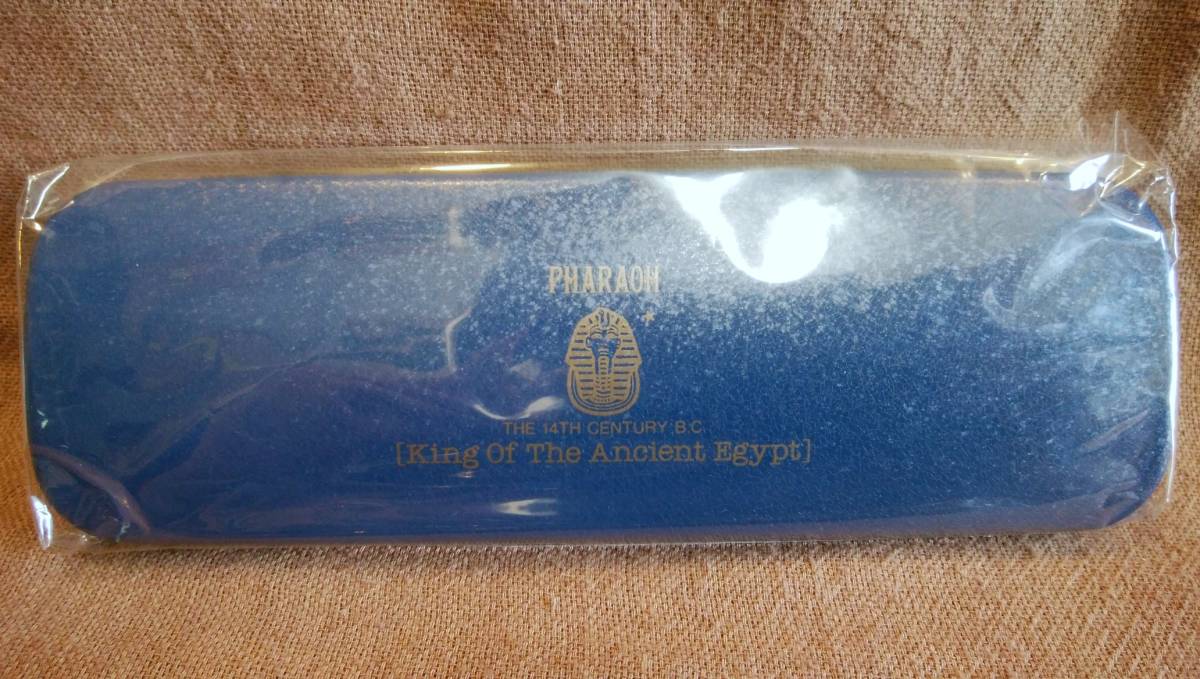 PHARAOH
THE 14TH CENTURY B.C.
[King Of The Ancient Egypt]